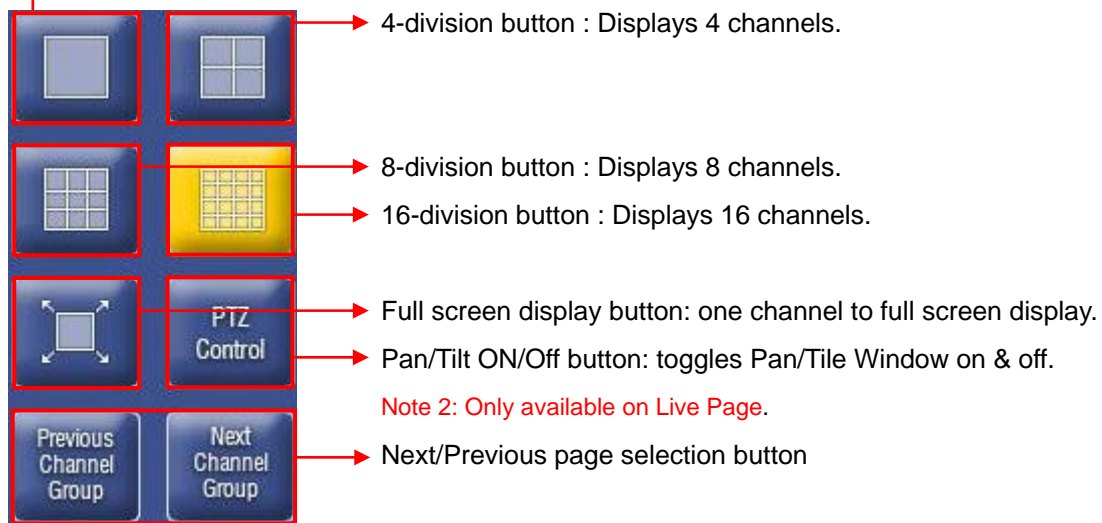 4-division button : Displays 4 channels.
8-division button : Displays 8 channels.
16-division button : Displays 16 channels.
Full screen display button: one channel to full screen display.
PTZ
Control
Pan/Tilt ON/Off button: toggles Pan/Tile Window on & off.
Note 2: Only available on Live Page.
Previous
Channel
Group
Next
Channel
Group
Next/Previous page selection button